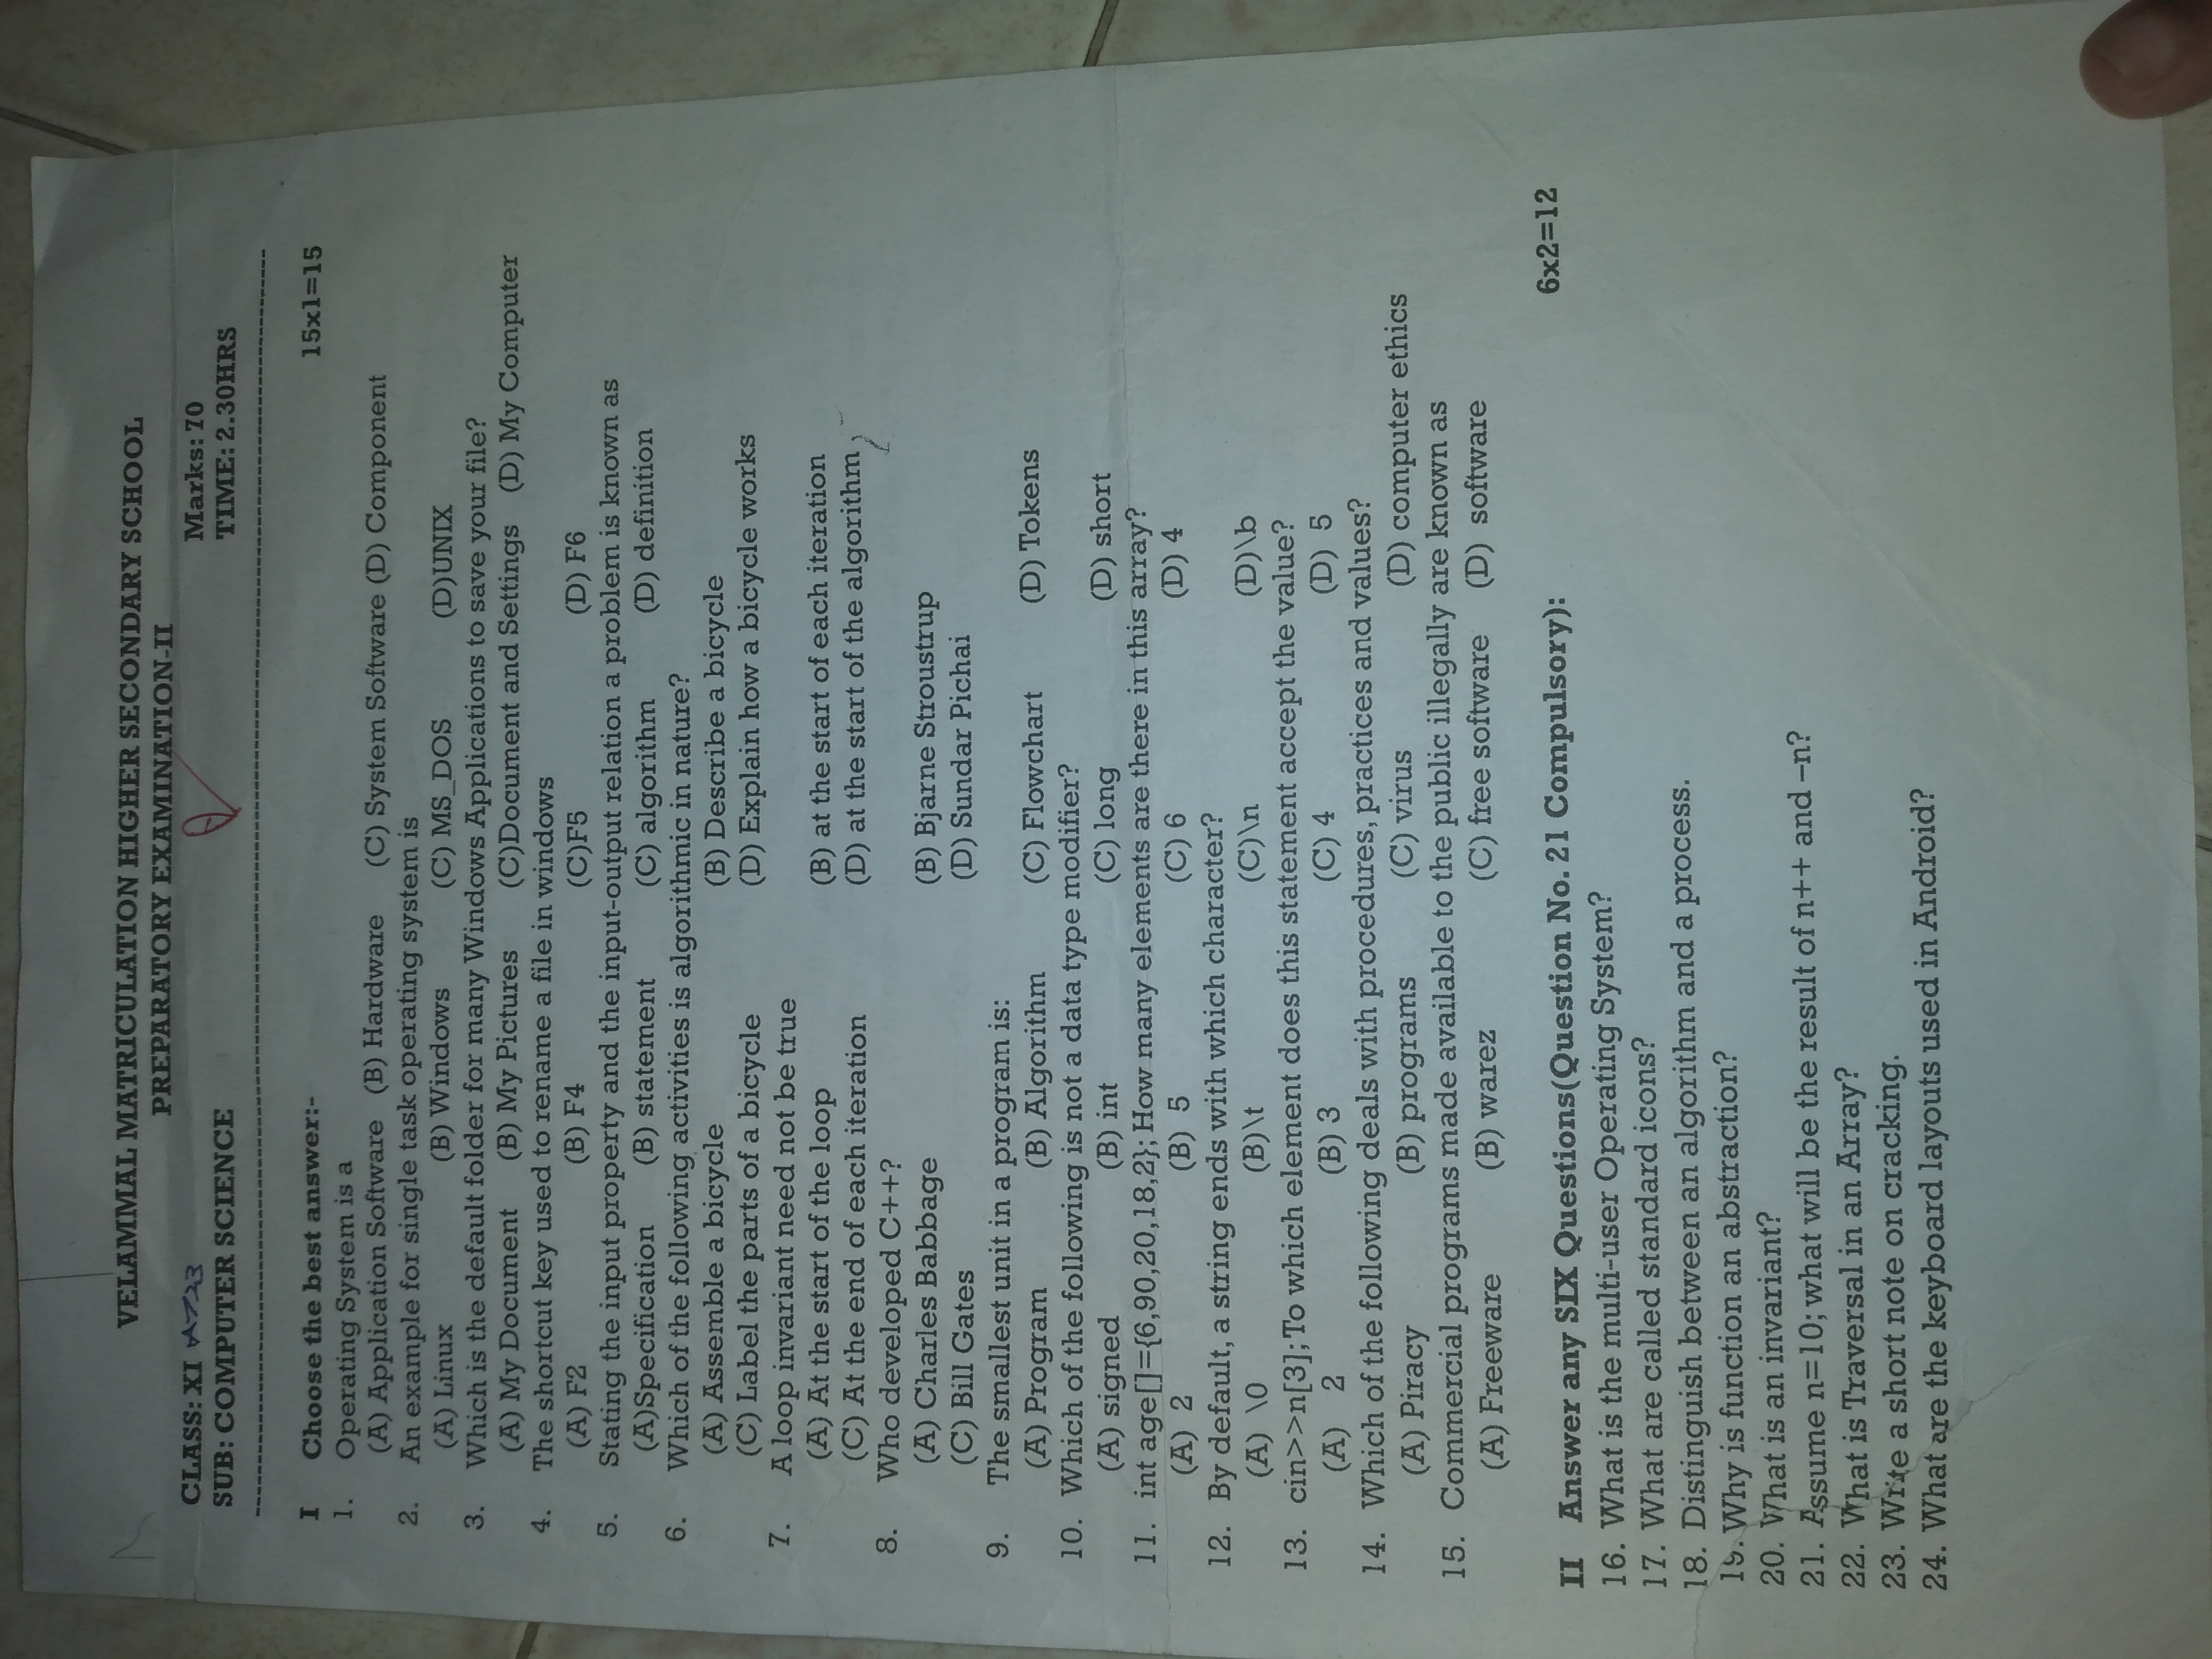 VELAMMAL MATRICULATION HIGHER SECONDARY SCHOOL
PREPARATORY EXAMINATION-II
CLASS: XI Marks: 70
SUB: COMPUTER SCIENCE TIME: 2.30HRS
I Choose the best answer:- 15x1=15
1. Operating System is a
(A) Application Software (B) Hardware (C) System Software (D) Component
2. An example for single task operating system is
(A) Linux (B) Windows (C) MS_DOS (D)UNIX
3. Which is the default folder for many Windows Applications to save your file?
(A) My Document (B) My Pictures (C)Document and Settings (D) My Computer
4. The shortcut key used to rename a file in windows
(A) F2 (B) F4 (C)F5 (D) F6
5. Stating the input property and the input-output relation a problem is known as
(A)Specification (B) statement (C) algorithm (D) definition
6. Which of the following activities is algorithmic in nature?
(A) Assemble a bicycle (B) Describe a bicycle
(C) Label the parts of a bicycle (D) Explain how a bicycle works
7. A loop invariant need not be true
(A) At the start of the loop (B) at the start of each iteration
(C) At the end of each iteration (D) at the start of the algorithm
8. Who developed C++?
(A) Charles Babbage (B) Bjarne Stroustrup
(C) Bill Gates (D) Sundar Pichai
9. The smallest unit in a program is:
(A) Program (B) Algorithm (C) Flowchart (D) Tokens
10. Which of the following is not a data type modifier?
(A) signed (B) int (C) long (D) short
11. int age[]={6,90,20,18,2}; How many elements are there in this array?
(A) 2 (B) 5 (C) 6 (D) 4
12. By default, a string ends with which character?
(A) \0 (B)\t (C)\n (D)\b
13. cin>>n[3];To which element does this statement accept the value?
(A) 2 (B) 3 (C) 4 (D) 5
14. Which of the following deals with procedures, practices and values?
(A) Piracy (B) programs (C) virus (D) computer ethics
15. Commercial programs made available to the public illegally are known as
(A) Freeware (B) warez (C) free software (D) software
II Answer any SIX Questions(Question No. 21 Compulsory): 6x2=12
16. What is the multi-user Operating System?
17. What are called standard icons?
18. Distinguish between an algorithm and a process.
19. Why is function an abstraction?
20. What is an invariant?
21. Assume n=10; what will be the result of n++ and –n?
22. What is Traversal in an Array?
23. Write a short note on cracking.
24. What are the keyboard layouts used in Android?